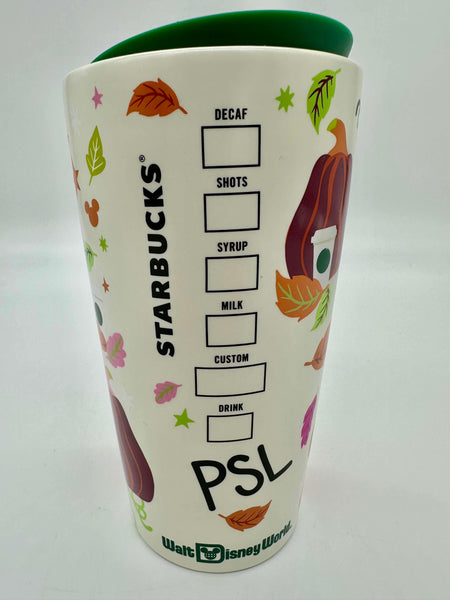 DECAF
SHOTS
STARBUCKS®
SYRUP
MILK
CUSTOM
DRINK
PSL
Walt Disney World